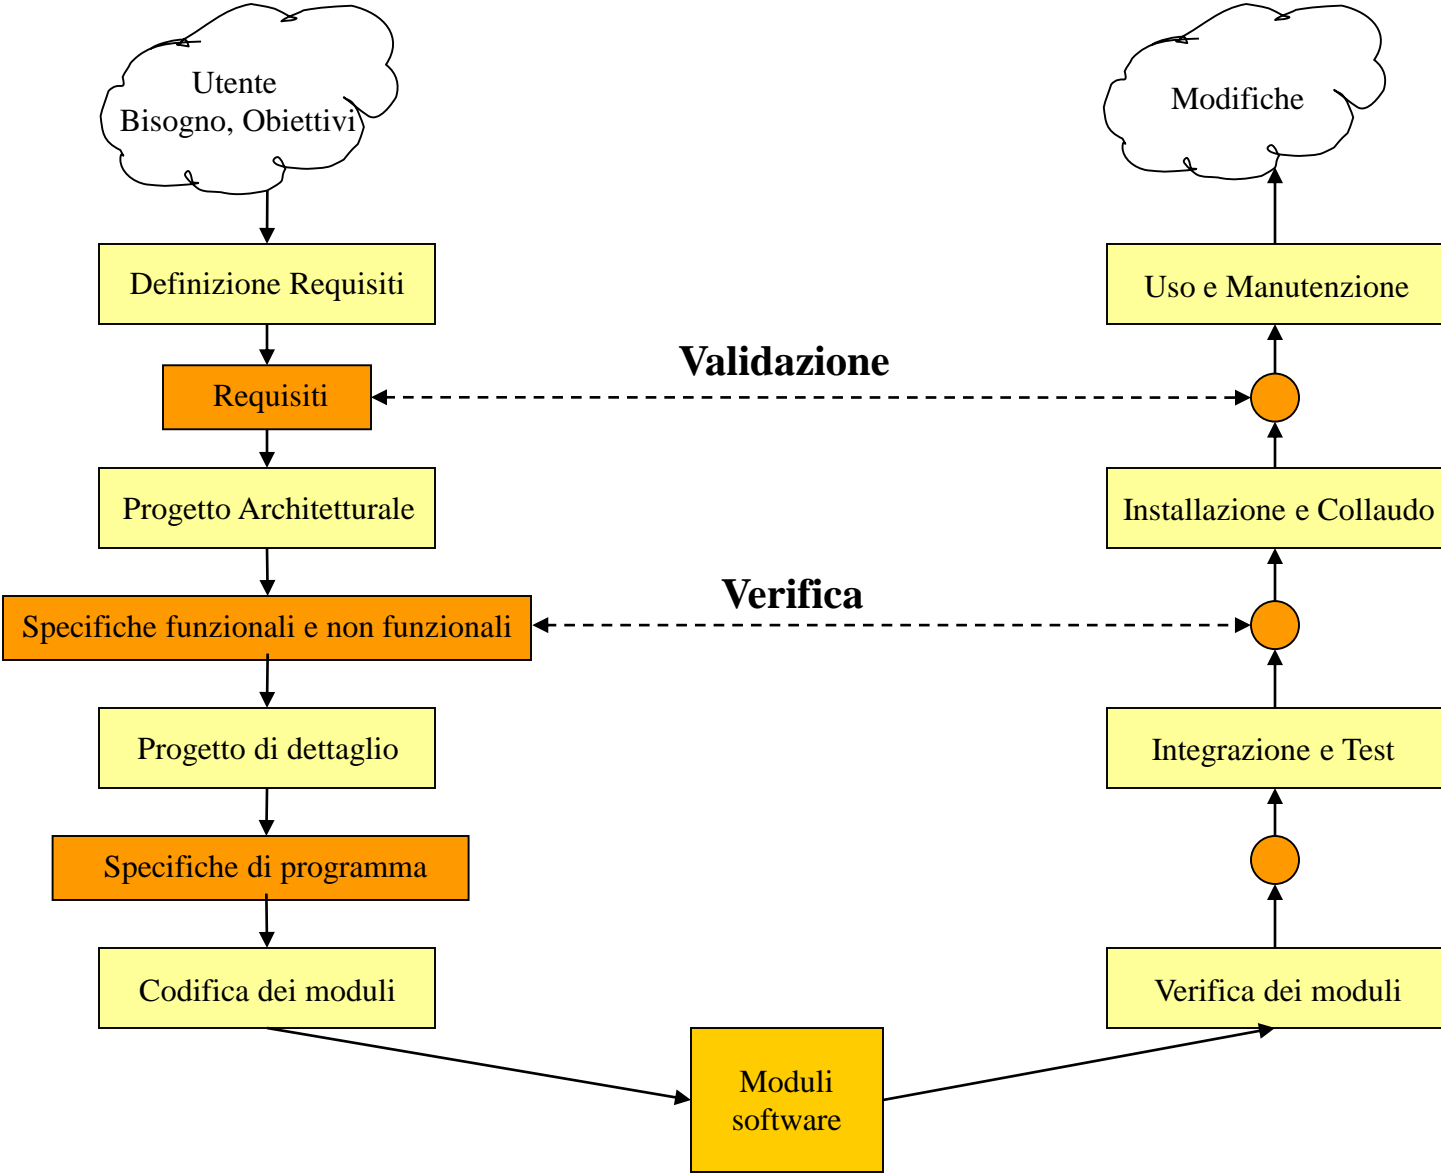 Utente
Bisogno, Obiettivi
Modifiche
Definizione Requisiti
Uso e Manutenzione
Validazione
Requisiti
Progetto Architetturale
Installazione e Collaudo
Verifica
Specifiche funzionali e non funzionali
Progetto di dettaglio
Integrazione e Test
Specifiche di programma
Codifica dei moduli
Verifica dei moduli
Moduli
software